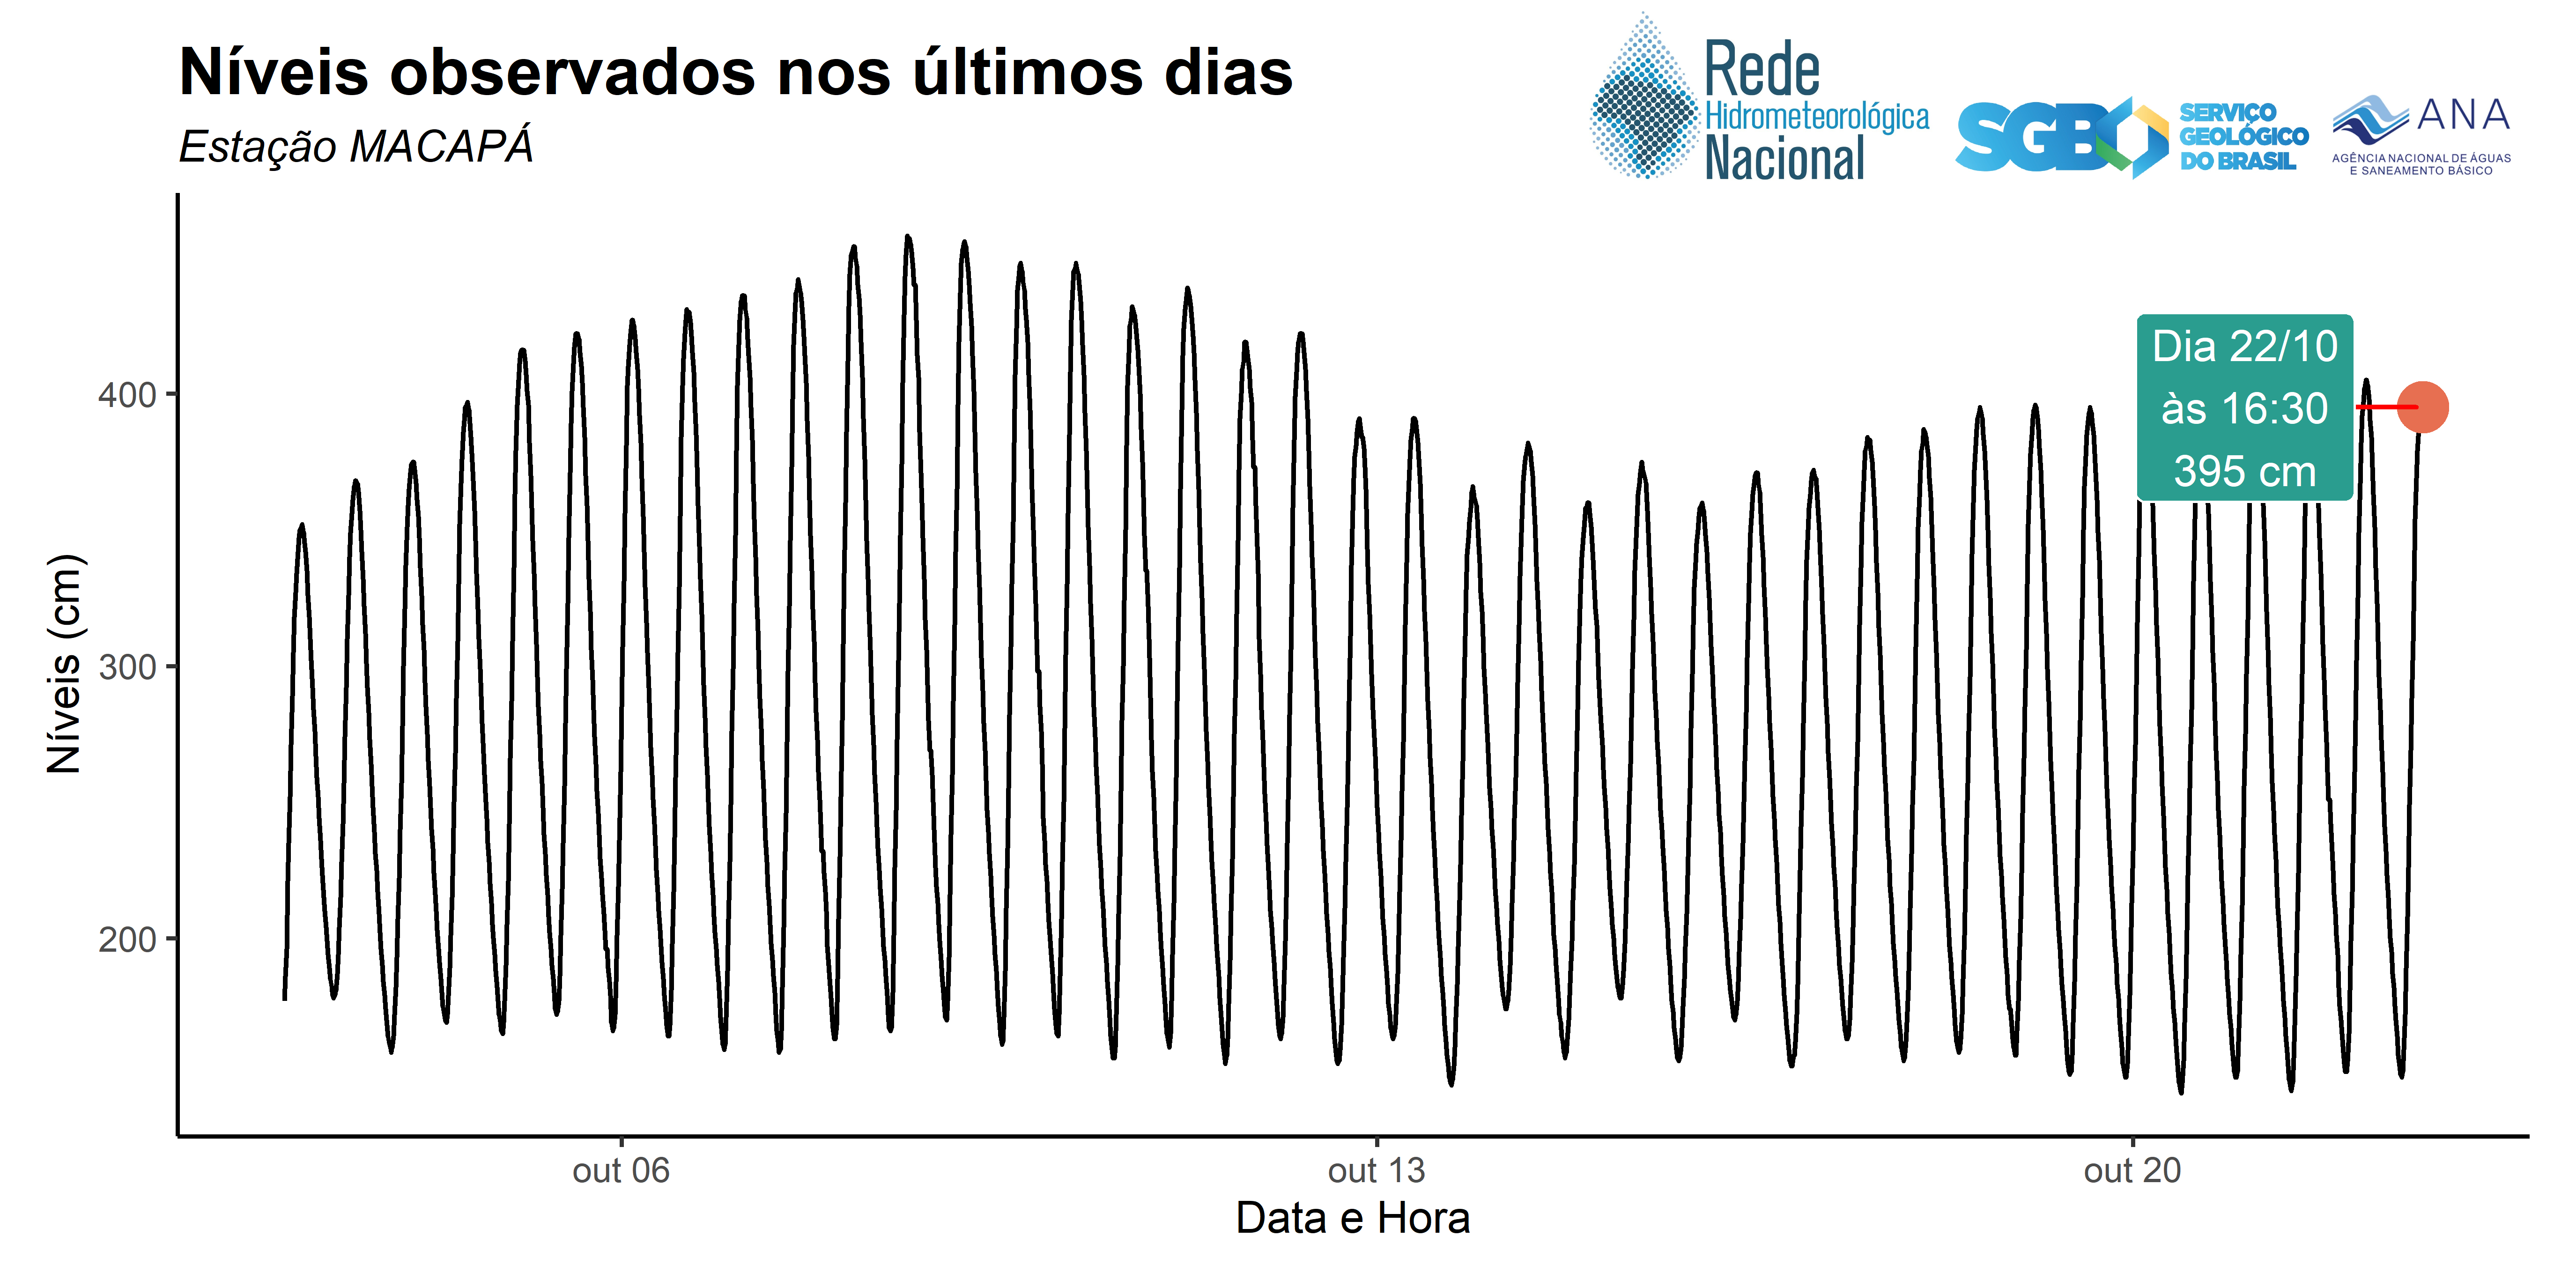 Níveis observados nos últimos dias
Estação MACAPÁ
Rede
Hidrometeorológica
Nacional
SGB
SERVIÇO
GEOLÓGICO
DO BRASIL
ANA
AGÊNCIA NACIONAL DE ÁGUAS
E SANEAMENTO BÁSICO
Níveis (cm)
400
300
200
Dia 22/10
às 16:30
395 cm
out 06
out 13
out 20
Data e Hora